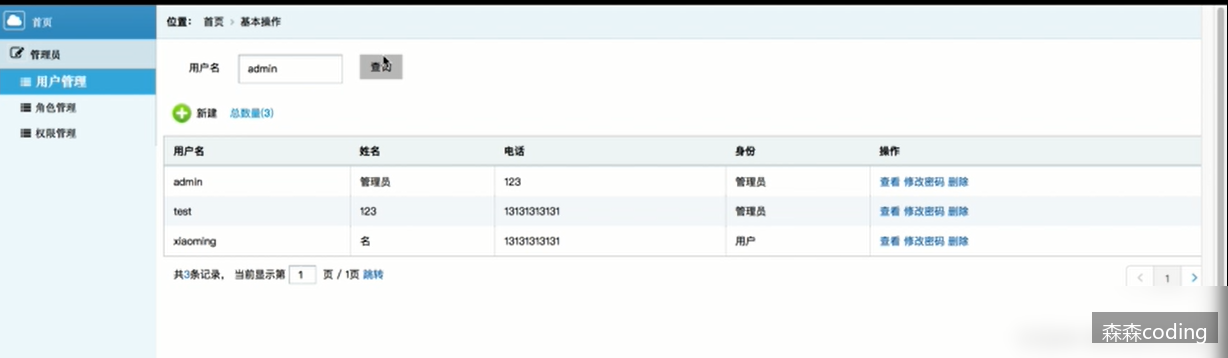 首页
管理员
用户管理
角色管理
权限管理
位置： 首页 > 基本操作
用户名 admin 查询
新建 总数量(3)
用户名 姓名 电话 身份 操作
admin 管理员 123 管理员 查看 修改密码 删除
test 123 13131313131 管理员 查看 修改密码 删除
xiaoming 名 13131313131 用户 查看 修改密码 删除
共3条记录， 当前显示第 1 页 / 1页 跳转
< 1 >
森森coding